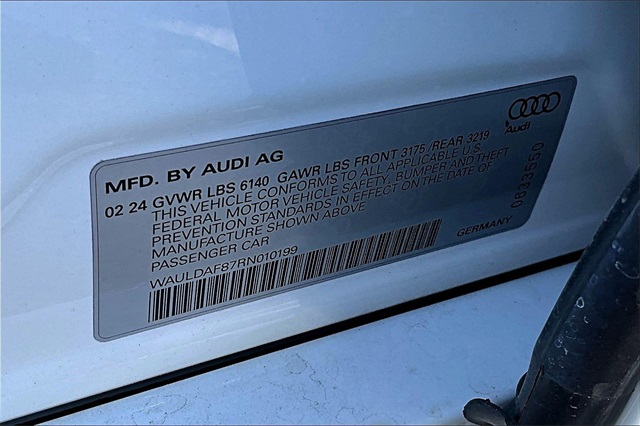 Audi
MFD. BY AUDI AG
02 24 GVWR LBS 6140 GAWR LBS FRONT 3175 /REAR 3219
THIS VEHICLE CONFORMS TO ALL APPLICABLE U.S.
FEDERAL MOTOR VEHICLE SAFETY, BUMPER AND THEFT
PREVENTION STANDARDS IN EFFECT ON THE DATE OF
MANUFACTURE SHOWN ABOVE.
PASSENGER CAR
GERMANY
WAULDAF87RN010199
0833550